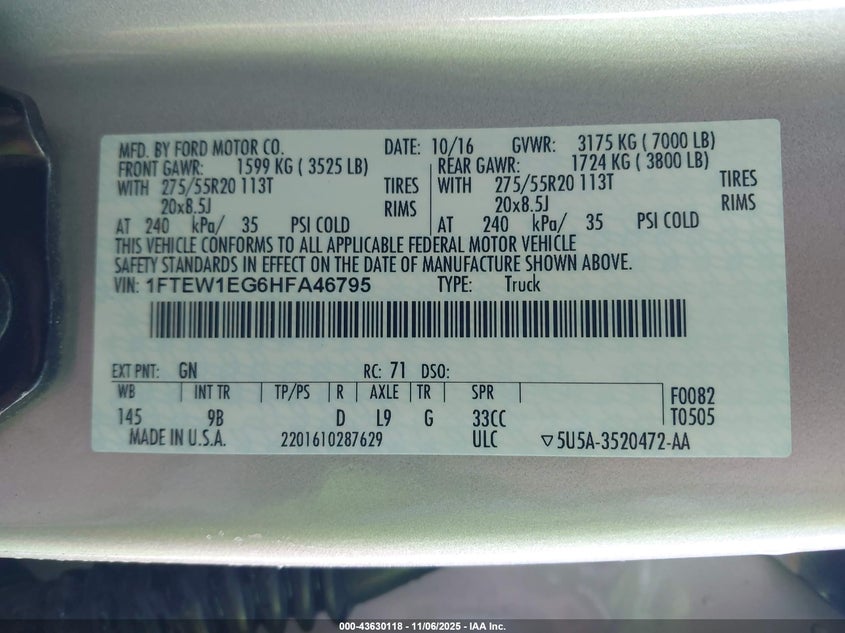 MFD. BY FORD MOTOR CO. DATE: 10/16 GVWR: 3175 KG ( 7000 LB)
FRONT GAWR: 1599 KG ( 3525 LB) REAR GAWR: 1724 KG ( 3800 LB)
WITH 275/55R20 113T TIRES WITH 275/55R20 113T TIRES
20x8.5J RIMS 20x8.5J RIMS
AT 240 kPa/ 35 PSI COLD AT 240 kPa/ 35 PSI COLD
THIS VEHICLE CONFORMS TO ALL APPLICABLE FEDERAL MOTOR VEHICLE
SAFETY STANDARDS IN EFFECT ON THE DATE OF MANUFACTURE SHOWN ABOVE.
VIN: 1FTEW1EG6HFA46795 TYPE: Truck
EXT PNT: GN RC: 71 DSO:
WB INT TR TP/PS R AXLE TR SPR F0082
145 9B D L9 G 33CC T0505
MADE IN U.S.A. 2201610287629 ULC ▽5U5A-3520472-AA
000-43630118 - 11/06/2025 - IAA Inc.